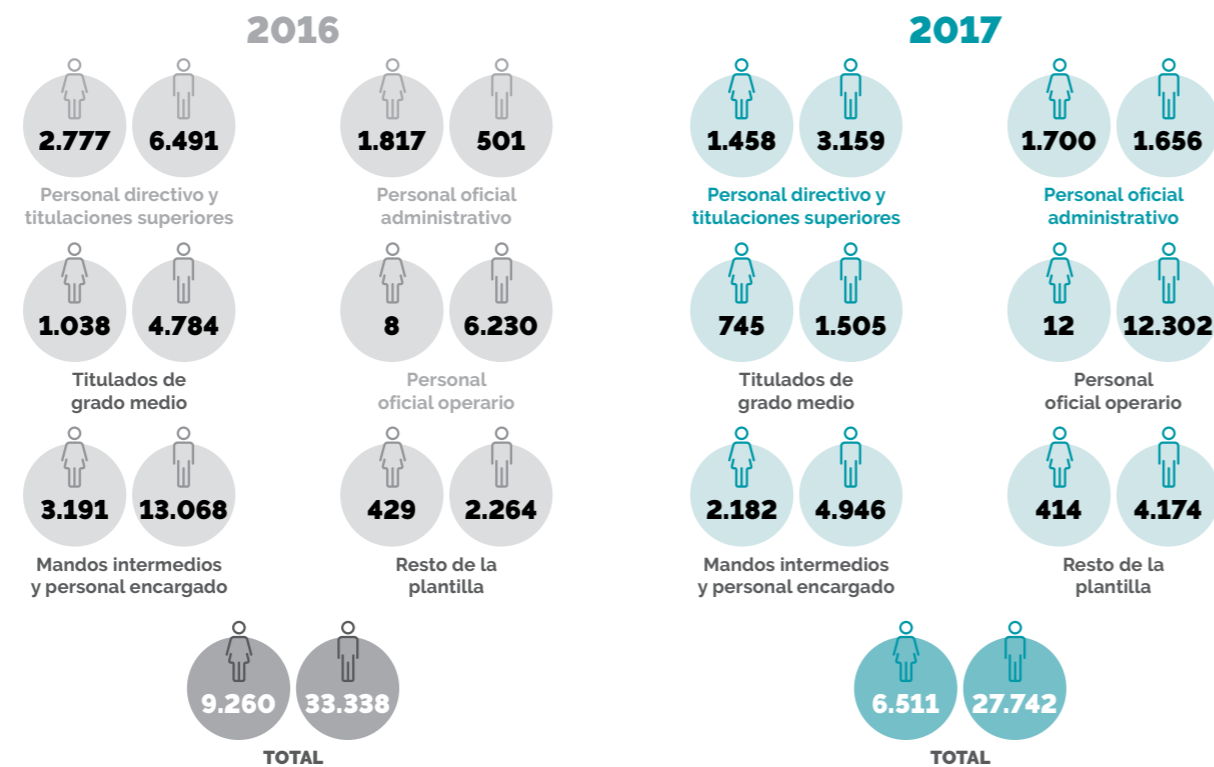 2016
2.777 6.491
Personal directivo y
titulaciones superiores
1.817 501
Personal oficial
administrativo
1.038 4.784
Titulados de
grado medio
8 6.230
Personal
oficial operario
3.191 13.068
Mandos intermedios
y personal encargado
429 2.264
Resto de la
plantilla
9.260 33.338
TOTAL
2017
1.458 3.159
Personal directivo y
titulaciones superiores
1.700 1.656
Personal oficial
administrativo
745 1.505
Titulados de
grado medio
12 12.302
Personal
oficial operario
2.182 4.946
Mandos intermedios
y personal encargado
414 4.174
Resto de la
plantilla
6.511 27.742
TOTAL